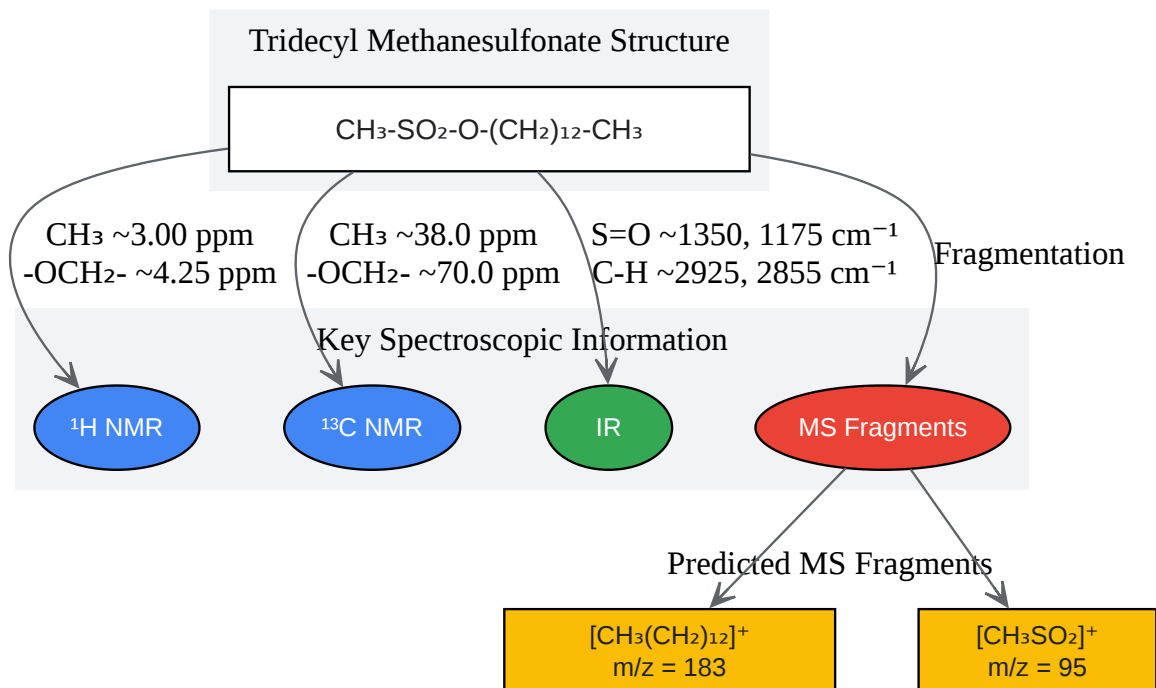 Tridecyl Methanesulfonate Structure
CH₃-SO₂-O-(CH₂)₁₂-CH₃
CH₃ ~3.00 ppm
-OCH₂- ~4.25 ppm
CH₃ ~38.0 ppm
-OCH₂- ~70.0 ppm
S=O ~1350, 1175 cm⁻¹
C-H ~2925, 2855 cm⁻¹
Fragmentation
Key Spectroscopic Information
¹H NMR
¹³C NMR
IR
MS Fragments
Predicted MS Fragments
[CH₃(CH₂)₁₂]⁺
m/z = 183
[CH₃SO₂]⁺
m/z = 95